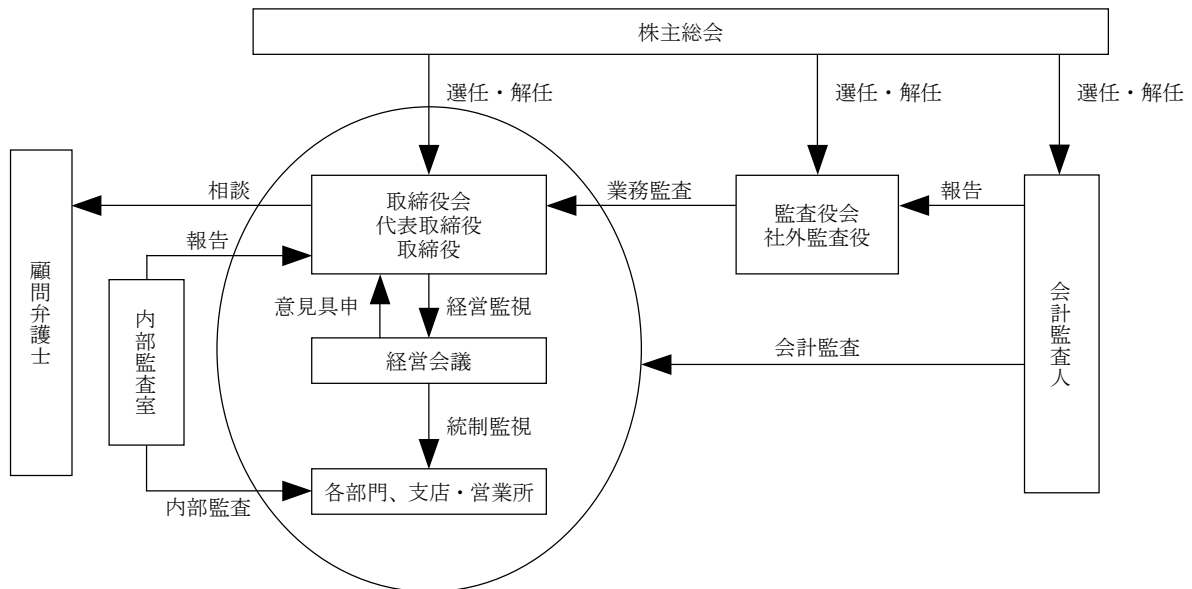 株主総会
選任・解任
選任・解任
選任・解任
相談
取締役会
代表取締役
取締役
業務監査
監査役会
社外監査役
報告
報告
顧問弁護士
内部監査室
意見具申
経営監視
会計監査人
経営会議
会計監査
統制監視
各部門、支店・営業所
内部監査